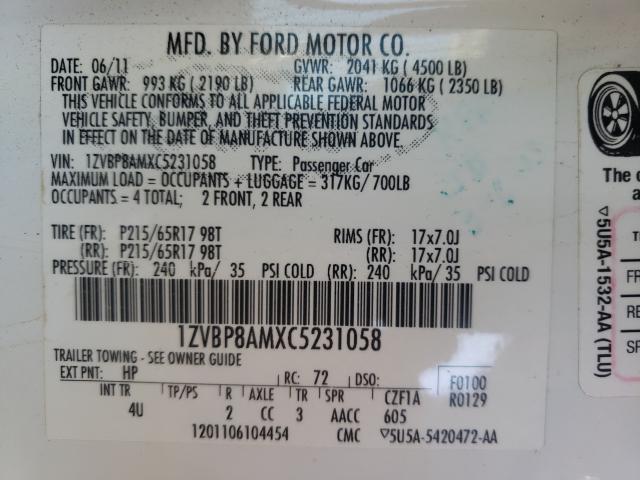 MFD. BY FORD MOTOR CO.
DATE: 06/11 GVWR: 2041 KG ( 4500 LB)
FRONT GAWR: 993 KG ( 2190 LB) REAR GAWR: 1066 KG ( 2350 LB)
THIS VEHICLE CONFORMS TO ALL APPLICABLE FEDERAL MOTOR
VEHICLE SAFETY, BUMPER, AND THEFT PREVENTION STANDARDS
IN EFFECT ON THE DATE OF MANUFACTURE SHOWN ABOVE.
VIN: 1ZVBP8AMXC5231058 TYPE: Passenger Car
MAXIMUM LOAD = OCCUPANTS + LUGGAGE = 317KG/ 700LB
OCCUPANTS = 4 TOTAL; 2 FRONT, 2 REAR
TIRE (FR): P215/65R17 98T RIMS (FR): 17x7.0J
(RR): P215/65R17 98T (RR): 17x7.0J
PRESSURE (FR): 240 kPa/ 35 PSI COLD (RR): 240 kPa/ 35 PSI COLD
1ZVBP8AMXC5231058
TRAILER TOWING - SEE OWNER GUIDE
EXT PNT: HP RC: 72 DSO: F0100
INT TR TP/PS R AXLE TR SPR CZF1A R0129
4U 2 CC 3 AACC 605
1201106104454 CMC ▽5U5A-5420472-AA
The
▽5U5A-1532-AA (TLU)